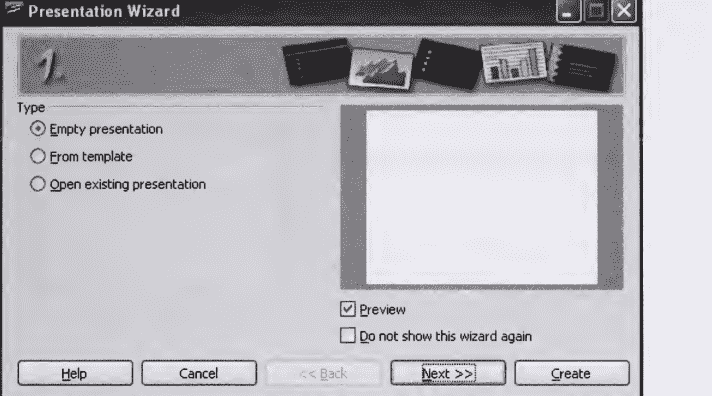 Presentation Wizard
1.
Type
Empty presentation
From template
Open existing presentation
Preview
Do not show this wizard again
Help Cancel << Back Next >> Create